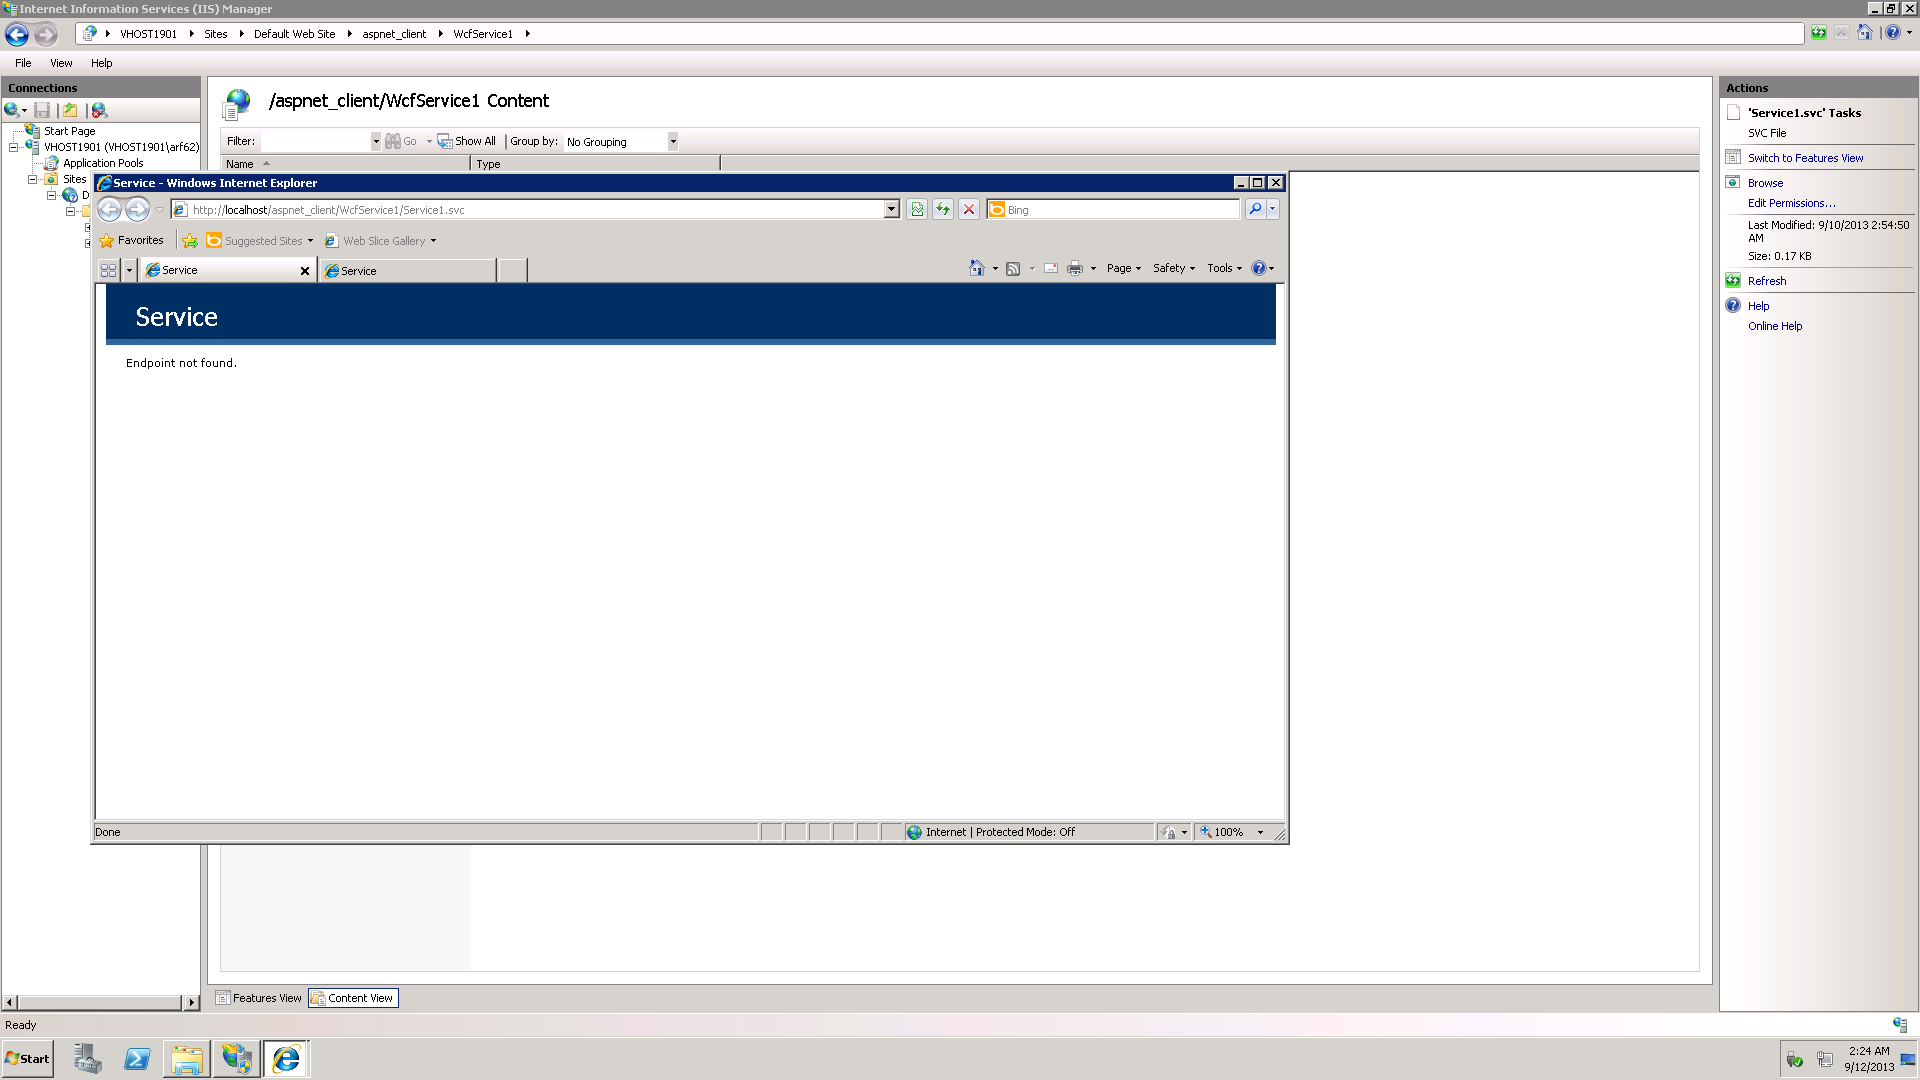 Internet Information Services (IIS) Manager
VHOST1901 Sites Default Web Site aspnet_client WcfService1
File View Help
Connections
Start Page
VHOST1901 (VHOST1901\arf62)
Application Pools
Sites
D
/aspnet_client/WcfService1 Content
Filter: Go Show All Group by: No Grouping
Name Type
Service - Windows Internet Explorer
http://localhost/aspnet_client/WcfService1/Service1.svc
Bing
Favorites Suggested Sites Web Slice Gallery
Service Service
Page Safety Tools
Service
Endpoint not found.
Done
Internet | Protected Mode: Off
100%
Features View Content View
Actions
'Service1.svc' Tasks
SVC File
Switch to Features View
Browse
Edit Permissions...
Last Modified: 9/10/2013 2:54:50
AM
Size: 0.17 KB
Refresh
Help
Online Help
Ready
Start
2:24 AM
9/12/2013